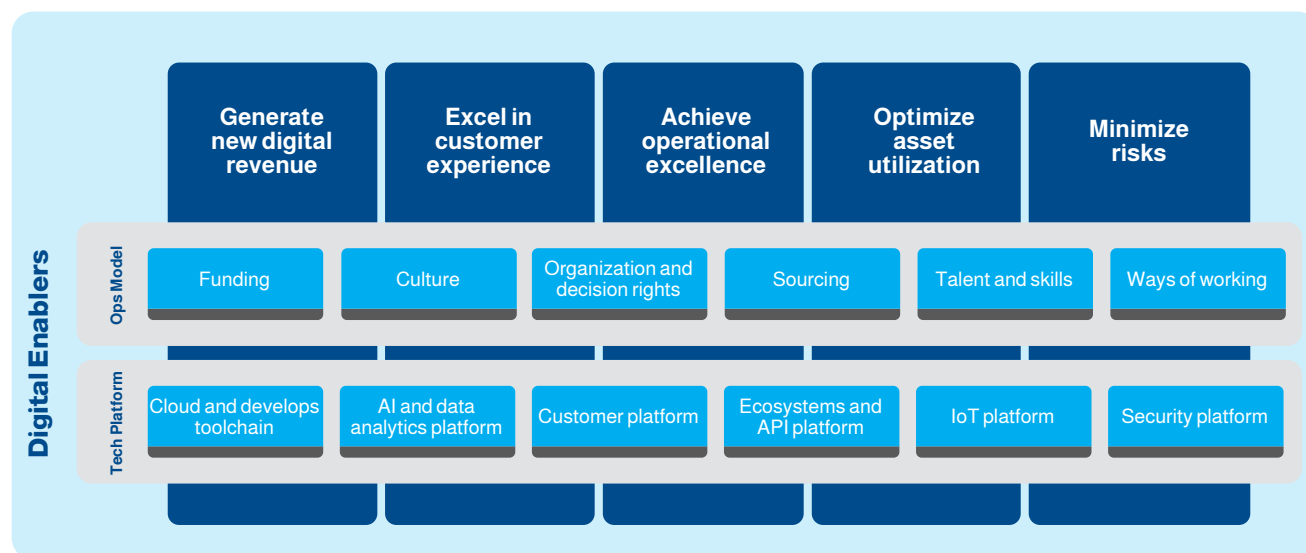 Generate
new digital
revenue
Excel in
customer
experience
Achieve
operational
excellence
Optimize
asset
utilization
Minimize
risks
Digital Enablers
Ops Model
Funding
Culture
Organization and
decision rights
Sourcing
Talent and skills
Ways of working
Tech Platform
Cloud and develops
toolchain
AI and data
analytics platform
Customer platform
Ecosystems and
API platform
IoT platform
Security platform